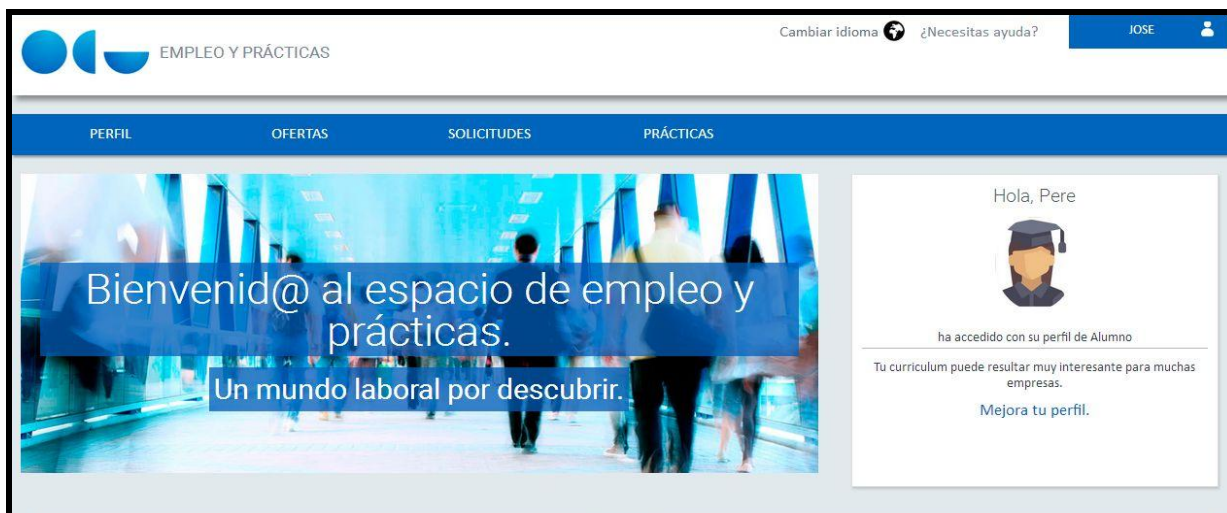 Cambiar idioma ¿Necesitas ayuda? JOSE
EMPLEO Y PRÁCTICAS
PERFIL OFERTAS SOLICITUDES PRÁCTICAS
Bienvenid@ al espacio de empleo y
prácticas.
Un mundo laboral por descubrir.
Hola, Pere
ha accedido con su perfil de Alumno
Tu curriculum puede resultar muy interesante para muchas
empresas.
Mejora tu perfil.